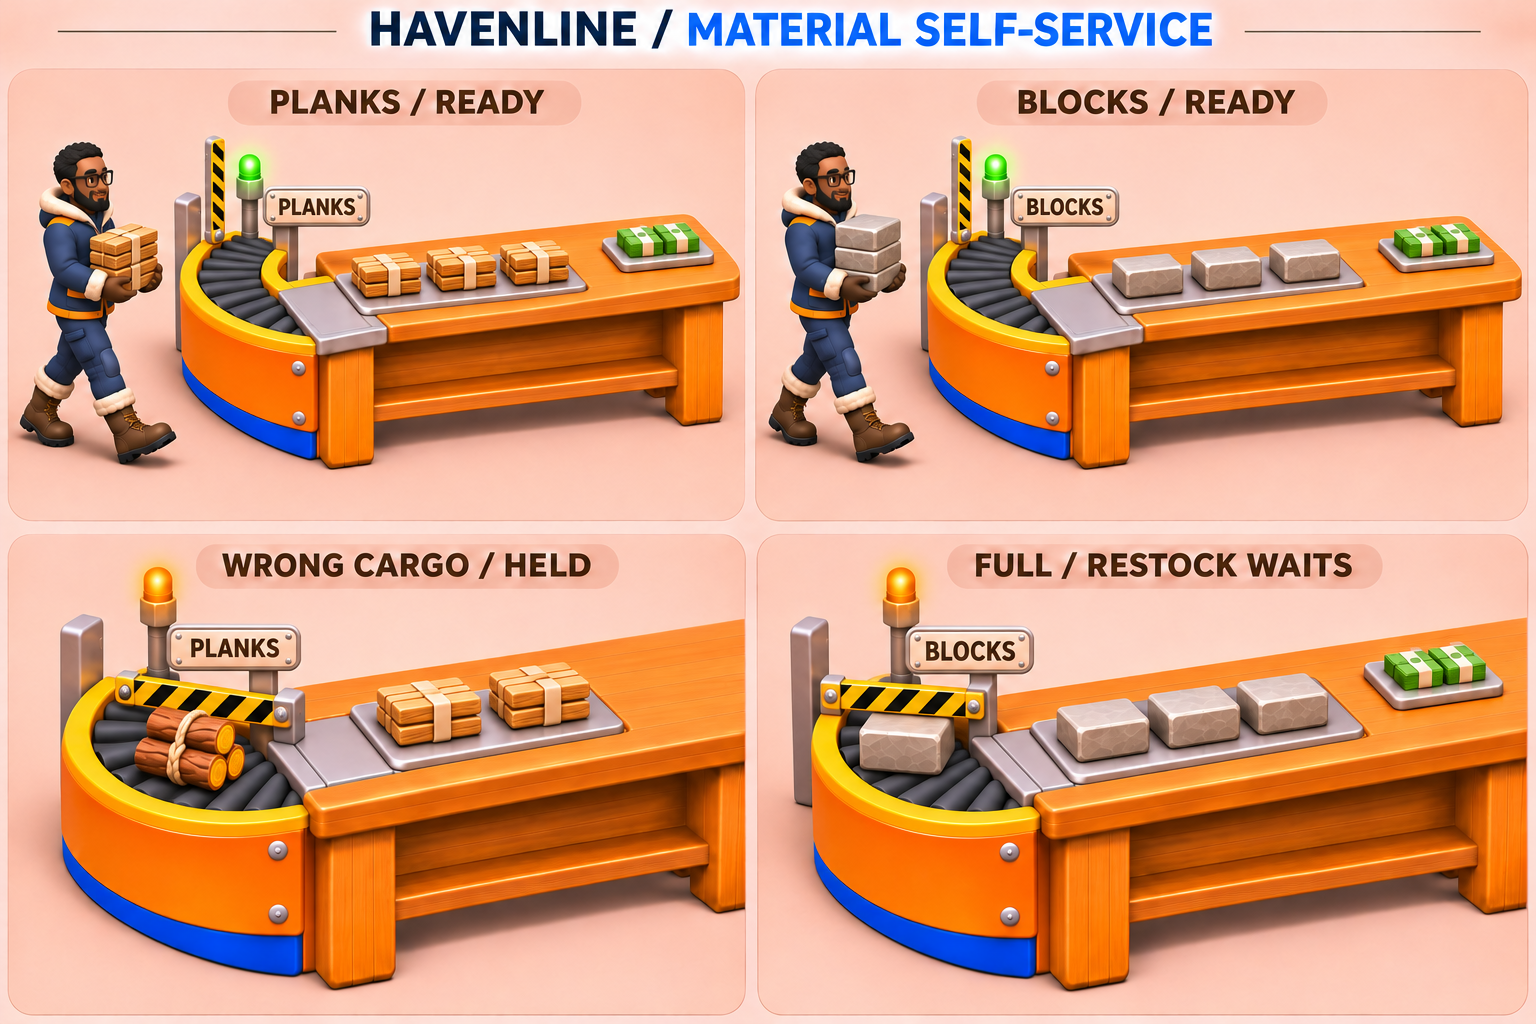 HAVENLINE / MATERIAL SELF-SERVICE
PLANKS / READY
PLANKS
BLOCKS / READY
BLOCKS
WRONG CARGO / HELD
PLANKS
FULL / RESTOCK WAITS
BLOCKS